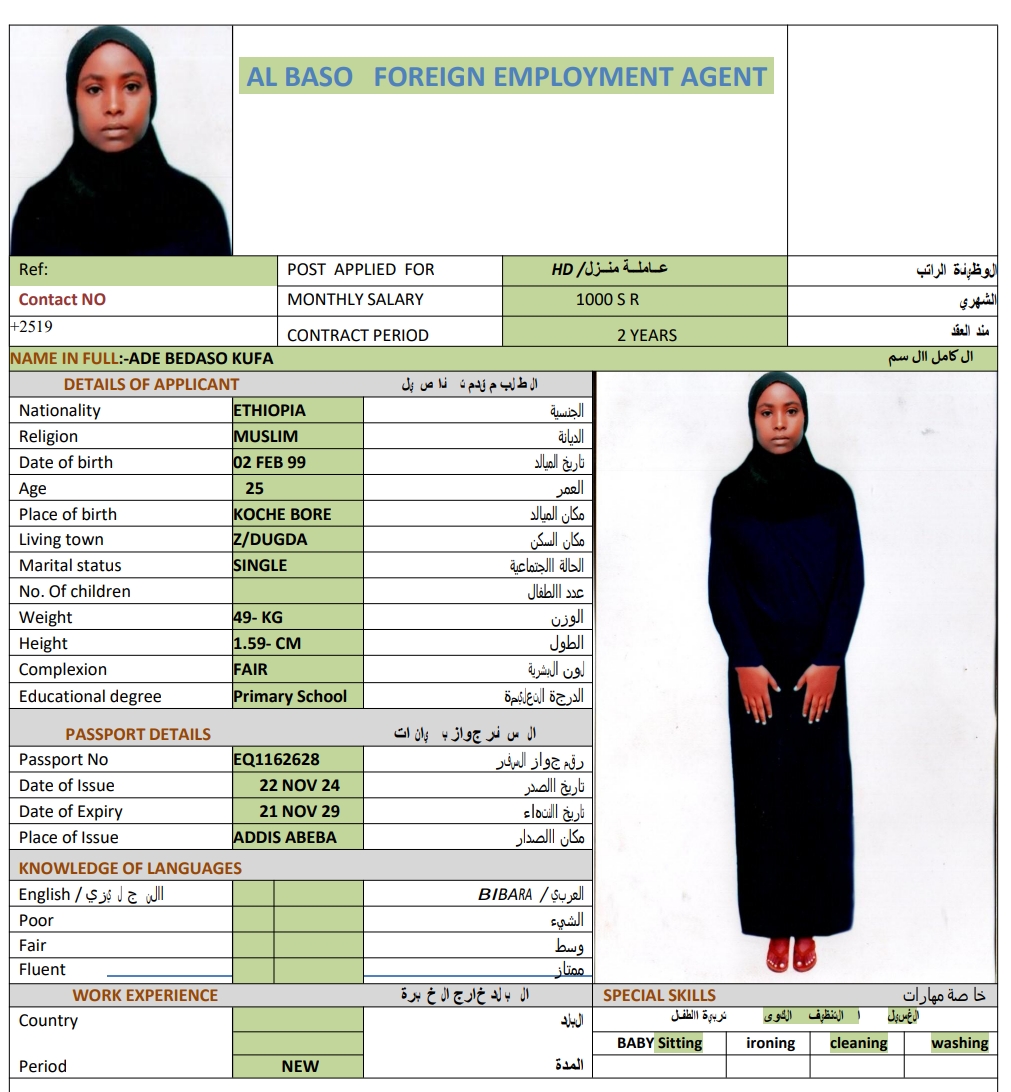 AL BASO FOREIGN EMPLOYMENT AGENT
Ref: POST APPLIED FOR HD /عـاملـة منـزل الوظيفة الراتب
Contact NO MONTHLY SALARY 1000 S R الشهري
+2519 CONTRACT PERIOD 2 YEARS مند العقد
NAME IN FULL:-ADE BEDASO KUFA ال كامل اال سم
DETAILS OF APPLICANT
Nationality ETHIOPIA الجنسية
Religion MUSLIM الديانة
Date of birth 02 FEB 99 تاريخ الميالد
Age 25 العمر
Place of birth KOCHE BORE مكان الميالد
Living town Z/DUGDA مكان السكن
Marital status SINGLE الحالة االجتماعية
No. Of children عدد االطفال
Weight 49- KG الوزن
Height 1.59- CM الطول
Complexion FAIR لون البشرية
Educational degree Primary School الدرجة
PASSPORT DETAILS ال س فر جواز ب يان ات
Passport No EQ1162628 رقم جواز السفر
Date of Issue 22 NOV 24 تاريخ االصدر
Date of Expiry 21 NOV 29 تاريخ االنتهاء
Place of Issue ADDIS ABEBA مكان االصدار
KNOWLEDGE OF LANGUAGES
English / االن ج ل يزي BIBARA / العربي
Poor الشيء
Fair وسط
Fluent ممتاز
WORK EXPERIENCE ال ب لد خارج ال خ برة
SPECIAL SKILLS خا صة مهارات
Country البلد
تربية االطفل الكوى التنظيف ا الغسيل
BABY Sitting ironing cleaning washing
Period NEW المدة